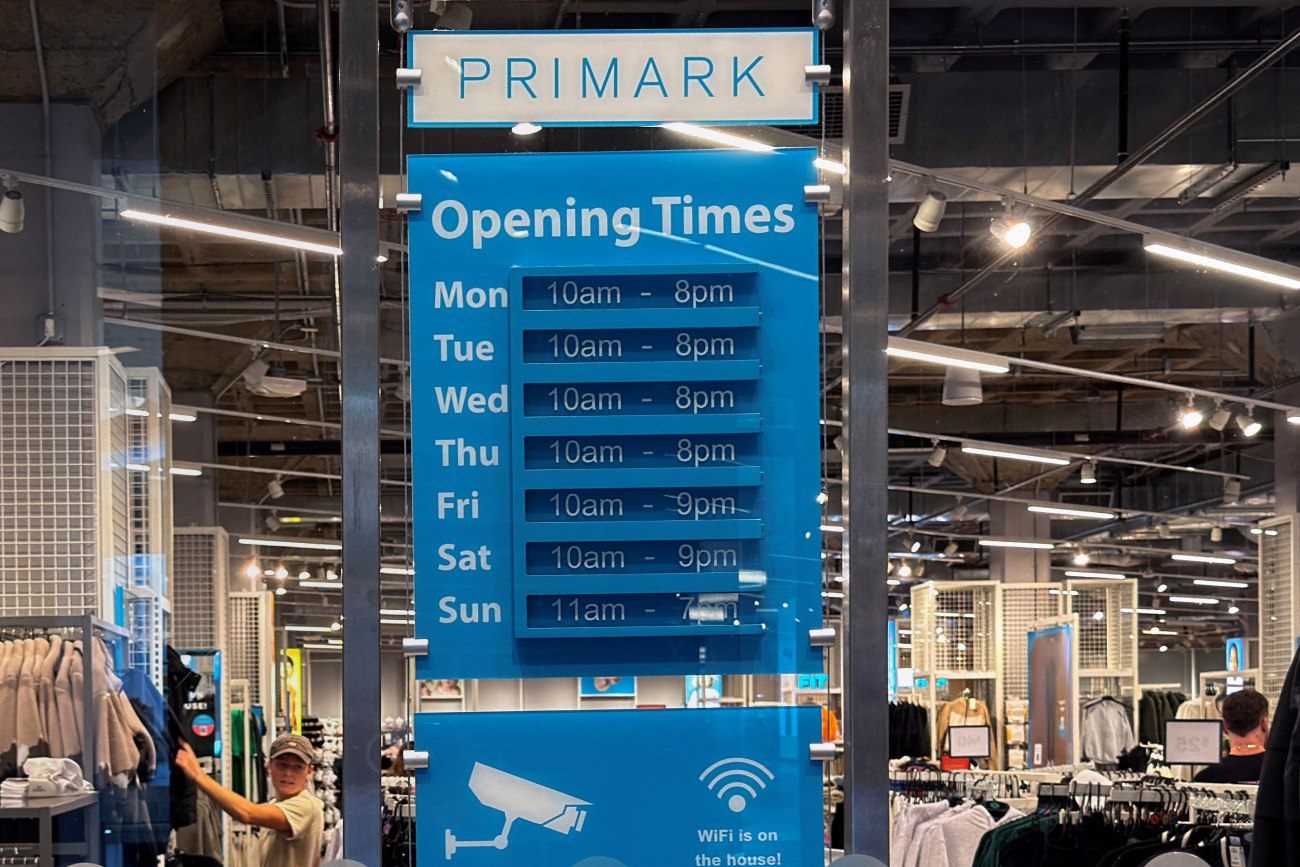 PRIMARK
Opening Times
Mon 10am - 8pm
Tue 10am - 8pm
Wed 10am - 8pm
Thu 10am - 8pm
Fri 10am - 9pm
Sat 10am - 9pm
Sun 11am - 7pm
WiFi is on
the house!